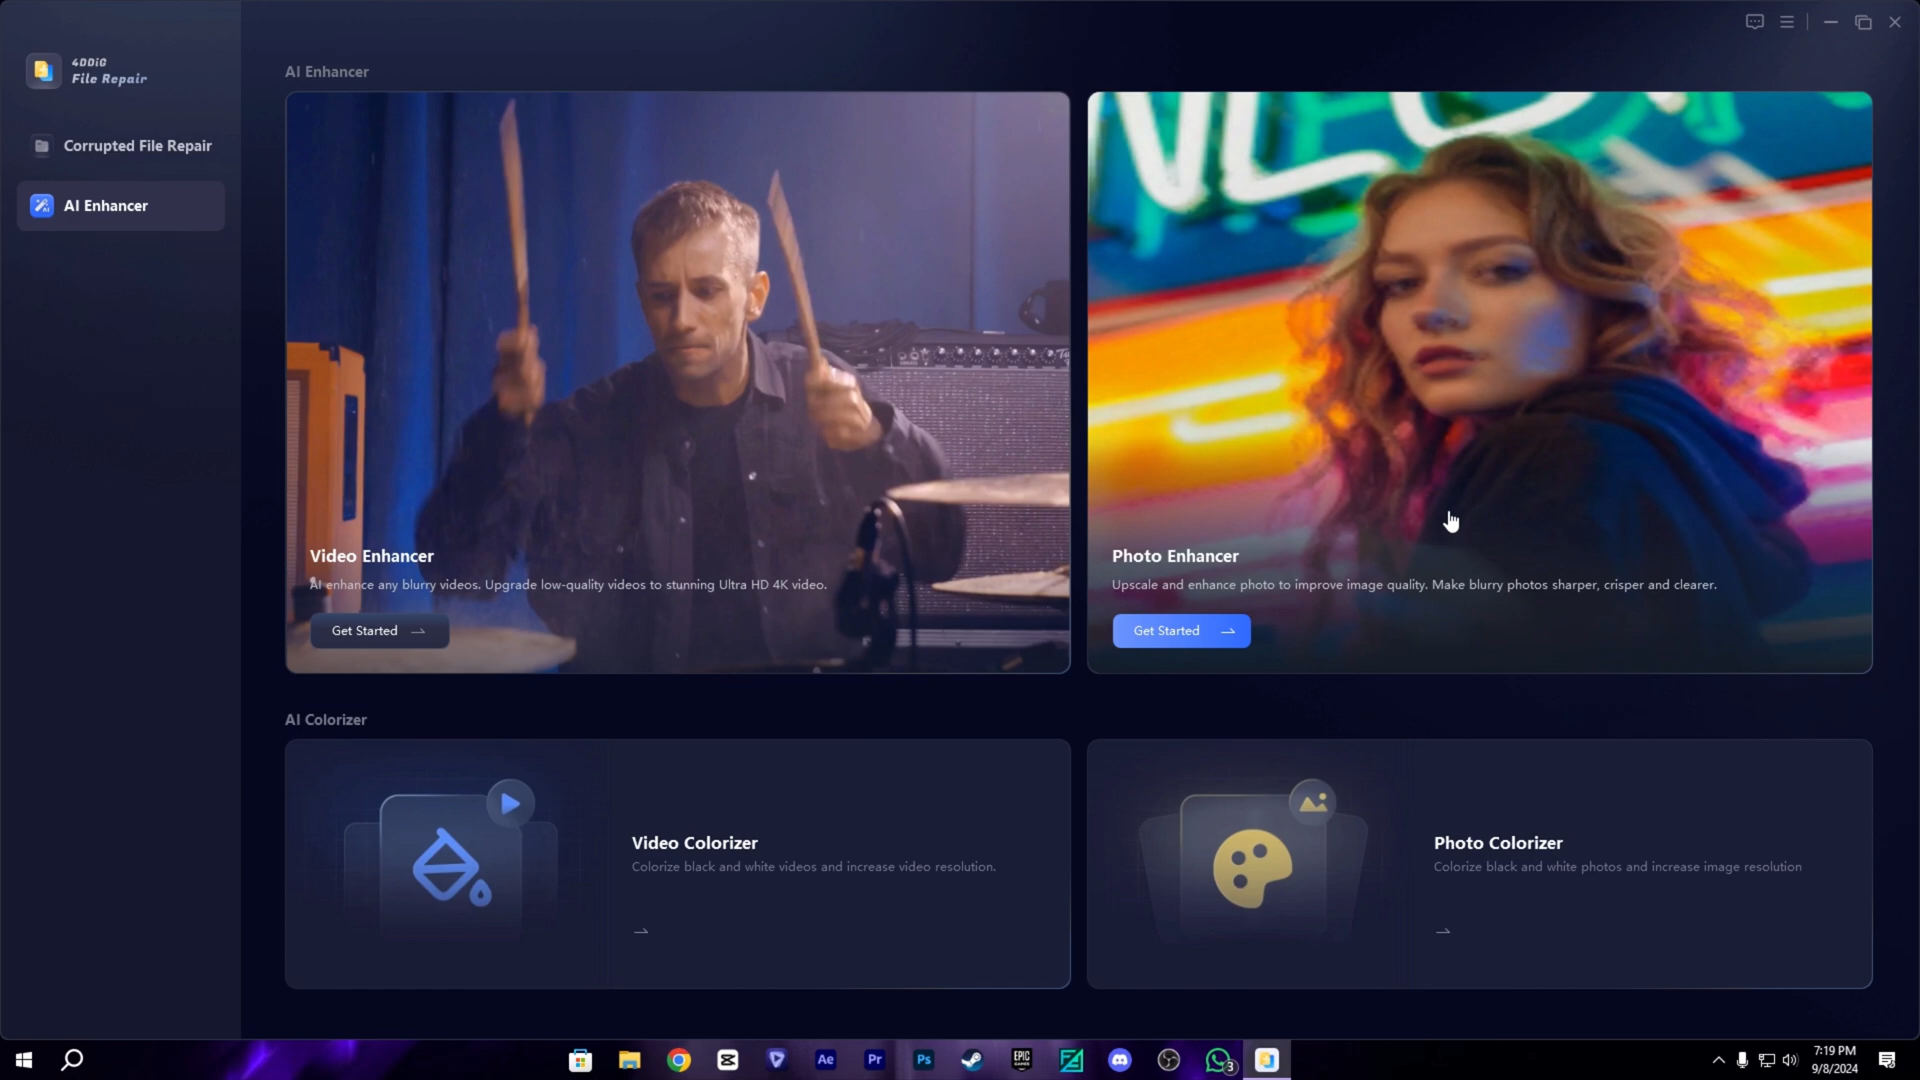 4DDiG
File Repair
Corrupted File Repair
AI Enhancer
AI Enhancer
Video Enhancer
AI enhance any blurry videos. Upgrade low-quality videos to stunning Ultra HD 4K video.
Get Started
Photo Enhancer
Upscale and enhance photo to improve image quality. Make blurry photos sharper, crisper and clearer.
Get Started
AI Colorizer
Video Colorizer
Colorize black and white videos and increase video resolution.
Photo Colorizer
Colorize black and white photos and increase image resolution
Ae
Pr
Ps
EPIC
GAMES
3
7:19 PM
9/8/2024